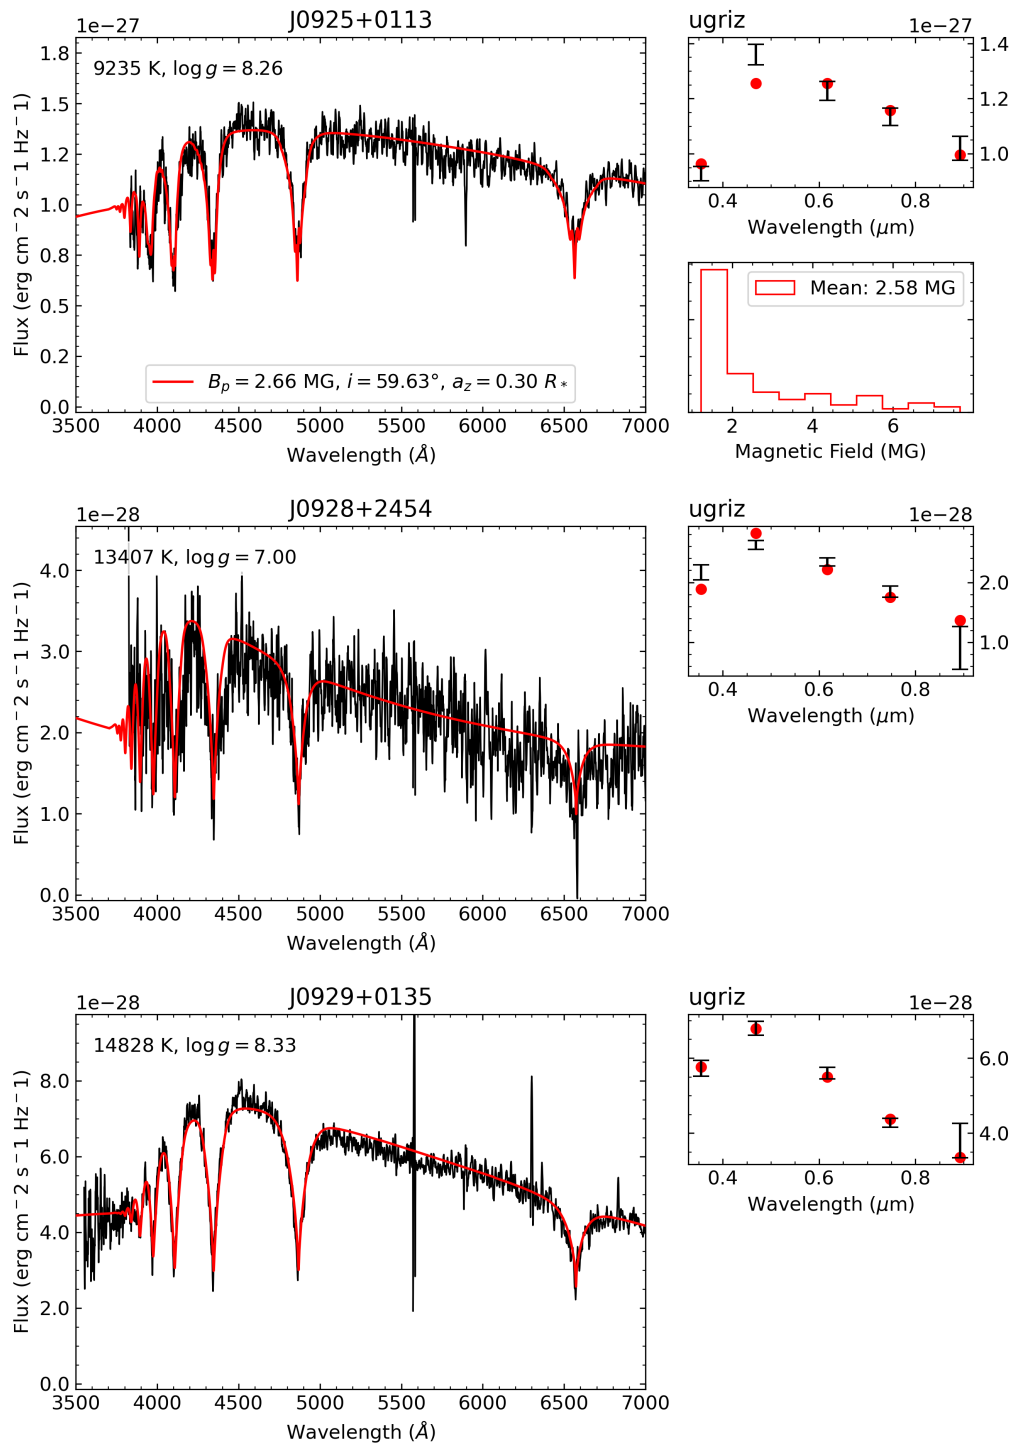 J0925+0113
1e−27
9235 K, log g = 8.26
Flux (erg cm−2 s−1 Hz−1)
1.8
1.5
1.2
1.0
0.8
0.5
0.2
0.0
B_p = 2.66 MG, i = 59.63°, a_z = 0.30 R_*
3500 4000 4500 5000 5500 6000 6500 7000
Wavelength (Å)
ugriz 1e−27
1.4
1.2
1.0
0.4 0.6 0.8
Wavelength (μm)
Mean: 2.58 MG
2 4 6
Magnetic Field (MG)
J0928+2454
1e−28
13407 K, log g = 7.00
Flux (erg cm−2 s−1 Hz−1)
4.0
3.0
2.0
1.0
0.0
3500 4000 4500 5000 5500 6000 6500 7000
Wavelength (Å)
ugriz 1e−28
2.0
1.0
0.4 0.6 0.8
Wavelength (μm)
J0929+0135
1e−28
14828 K, log g = 8.33
Flux (erg cm−2 s−1 Hz−1)
8.0
6.0
4.0
2.0
0.0
3500 4000 4500 5000 5500 6000 6500 7000
Wavelength (Å)
ugriz 1e−28
6.0
4.0
0.4 0.6 0.8
Wavelength (μm)